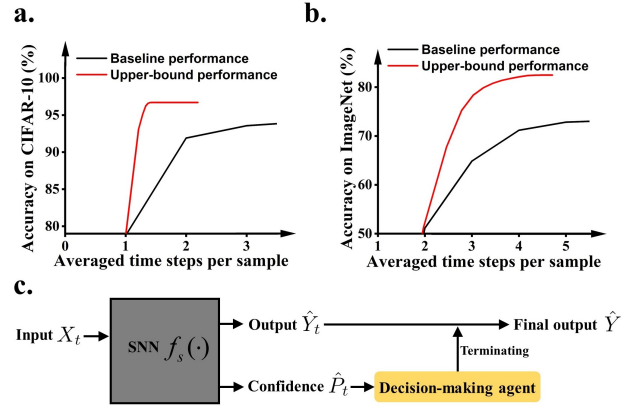 a.
Accuracy on CIFAR-10 (%)
Baseline performance
Upper-bound performance
100
95
90
85
80
0 1 2 3
Averaged time steps per sample
b.
Accuracy on ImageNet (%)
Baseline performance
Upper-bound performance
80
70
60
50
1 2 3 4 5
Averaged time steps per sample
c.
Input X_t
SNN f_s(·)
Output Ŷ_t
Final output Ŷ
Terminating
Confidence P̂_t
Decision-making agent